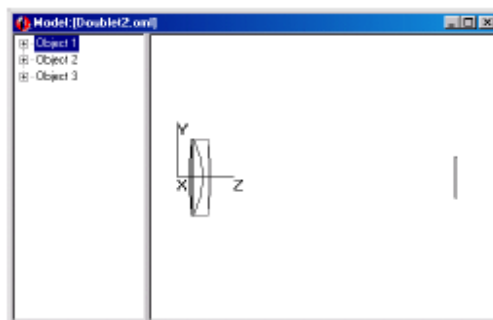 Model:[Doublet2.oml]
Object 1
Object 2
Object 3
Y
X
Z